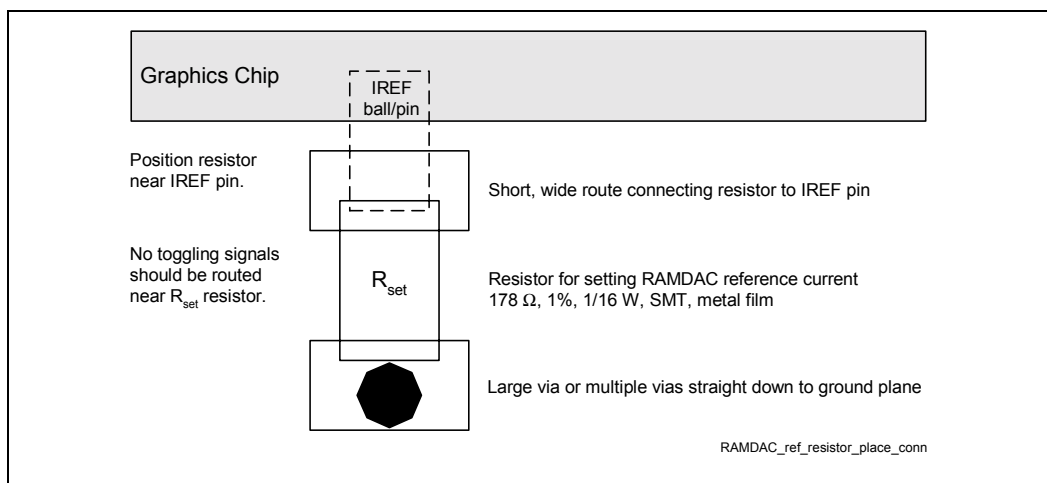 Graphics Chip
IREF
ball/pin
Position resistor
near IREF pin.
Short, wide route connecting resistor to IREF pin
No toggling signals
should be routed
near Rset resistor.
Rset
Resistor for setting RAMDAC reference current
178 Ω, 1%, 1/16 W, SMT, metal film
Large via or multiple vias straight down to ground plane
RAMDAC_ref_resistor_place_conn